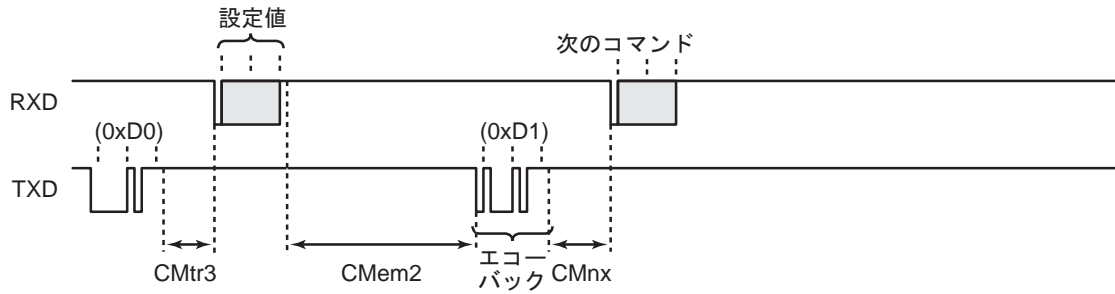 設定値
次のコマンド
RXD
(0xD0)
(0xD1)
TXD
CMtr3
CMem2
エコー
バック
CMnx